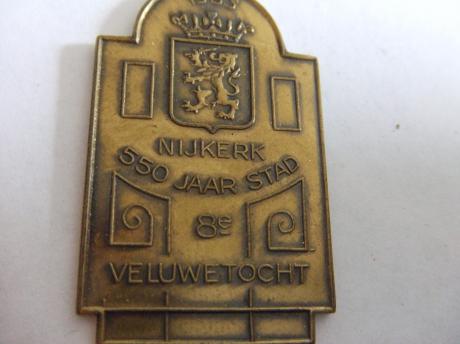 NIJKERK
550 JAAR STAD
8e
VELUWETOCHT